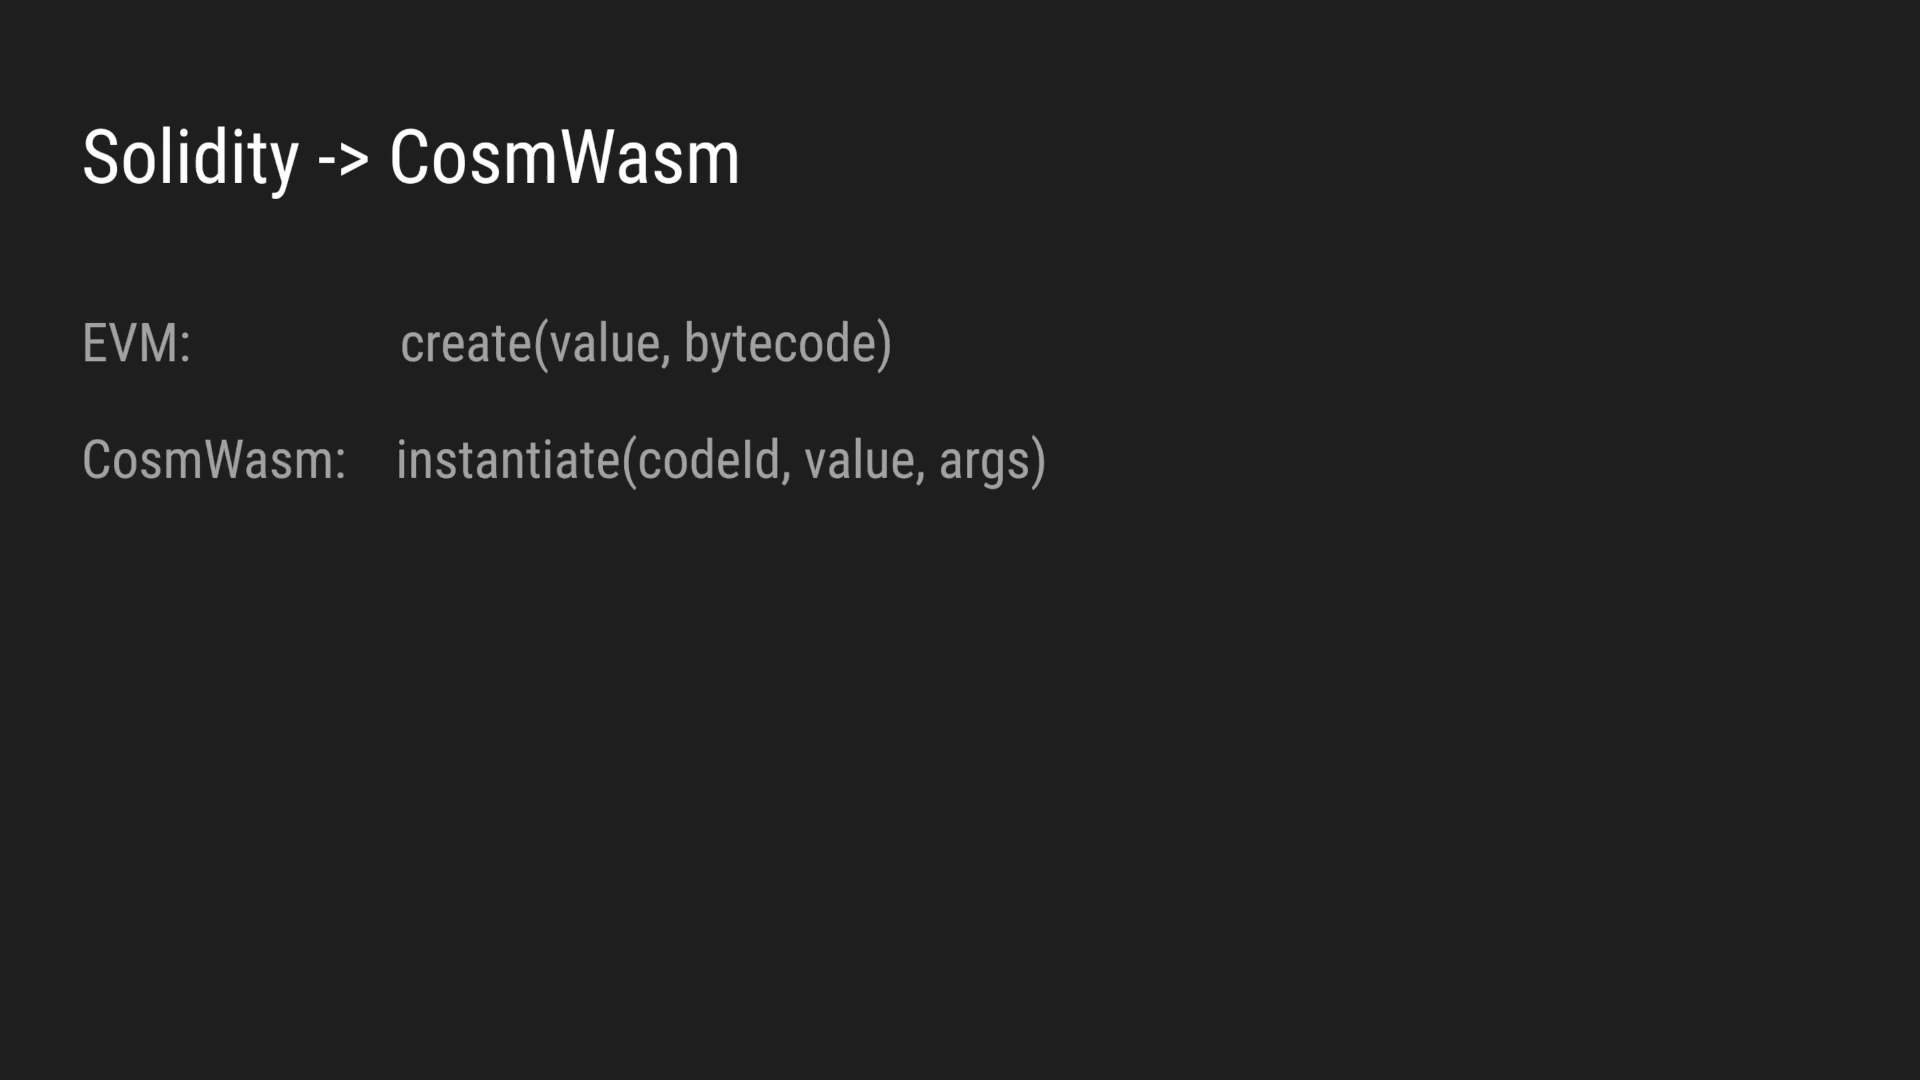 Solidity -> CosmWasm
EVM: create(value, bytecode)
CosmWasm: instantiate(codeId, value, args)